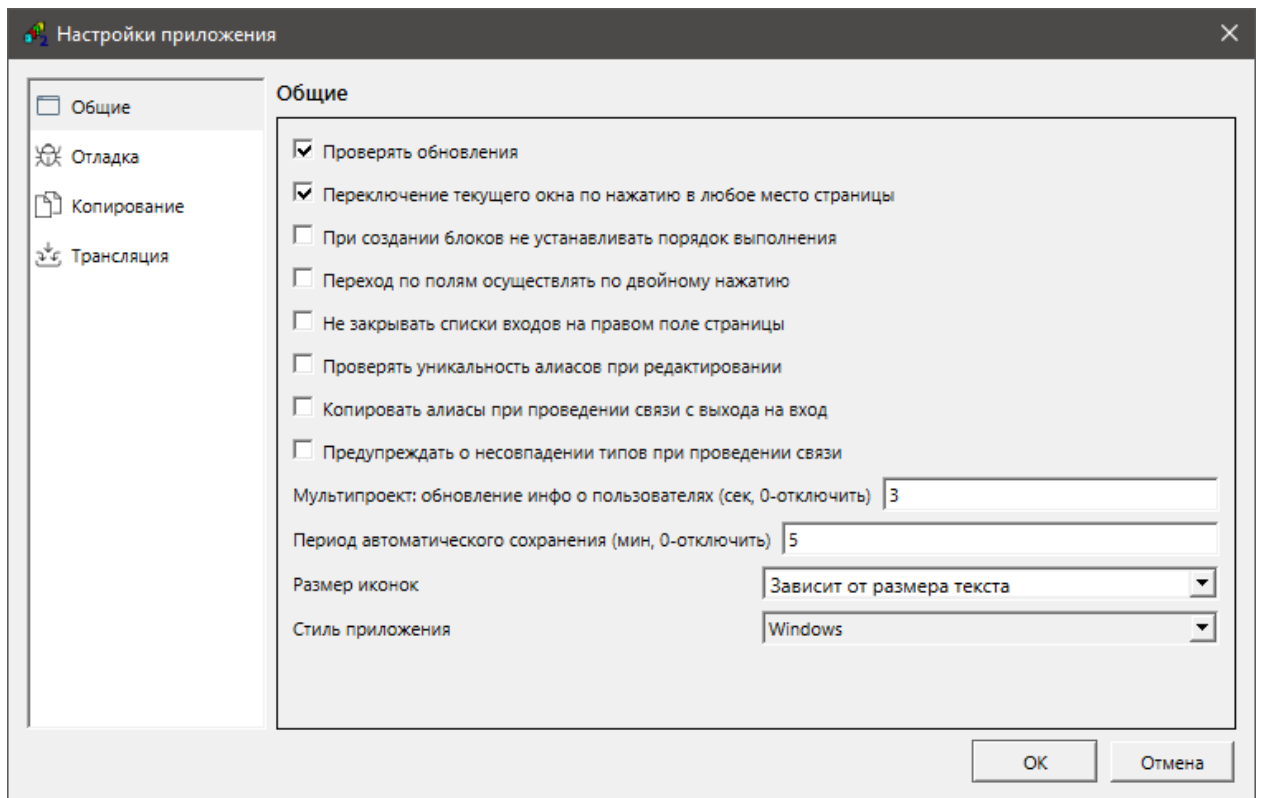 Настройки приложения
Общие
Отладка
Копирование
Трансляция
Общие
Проверять обновления
Переключение текущего окна по нажатию в любое место страницы
При создании блоков не устанавливать порядок выполнения
Переход по полям осуществлять по двойному нажатию
Не закрывать списки входов на правом поле страницы
Проверять уникальность алиасов при редактировании
Копировать алиасы при проведении связи с выхода на вход
Предупреждать о несовпадении типов при проведении связи
Мультипроект: обновление инфо о пользователях (сек, 0-отключить) 3
Период автоматического сохранения (мин, 0-отключить) 5
Размер иконок Зависит от размера текста
Стиль приложения Windows
ОК Отмена